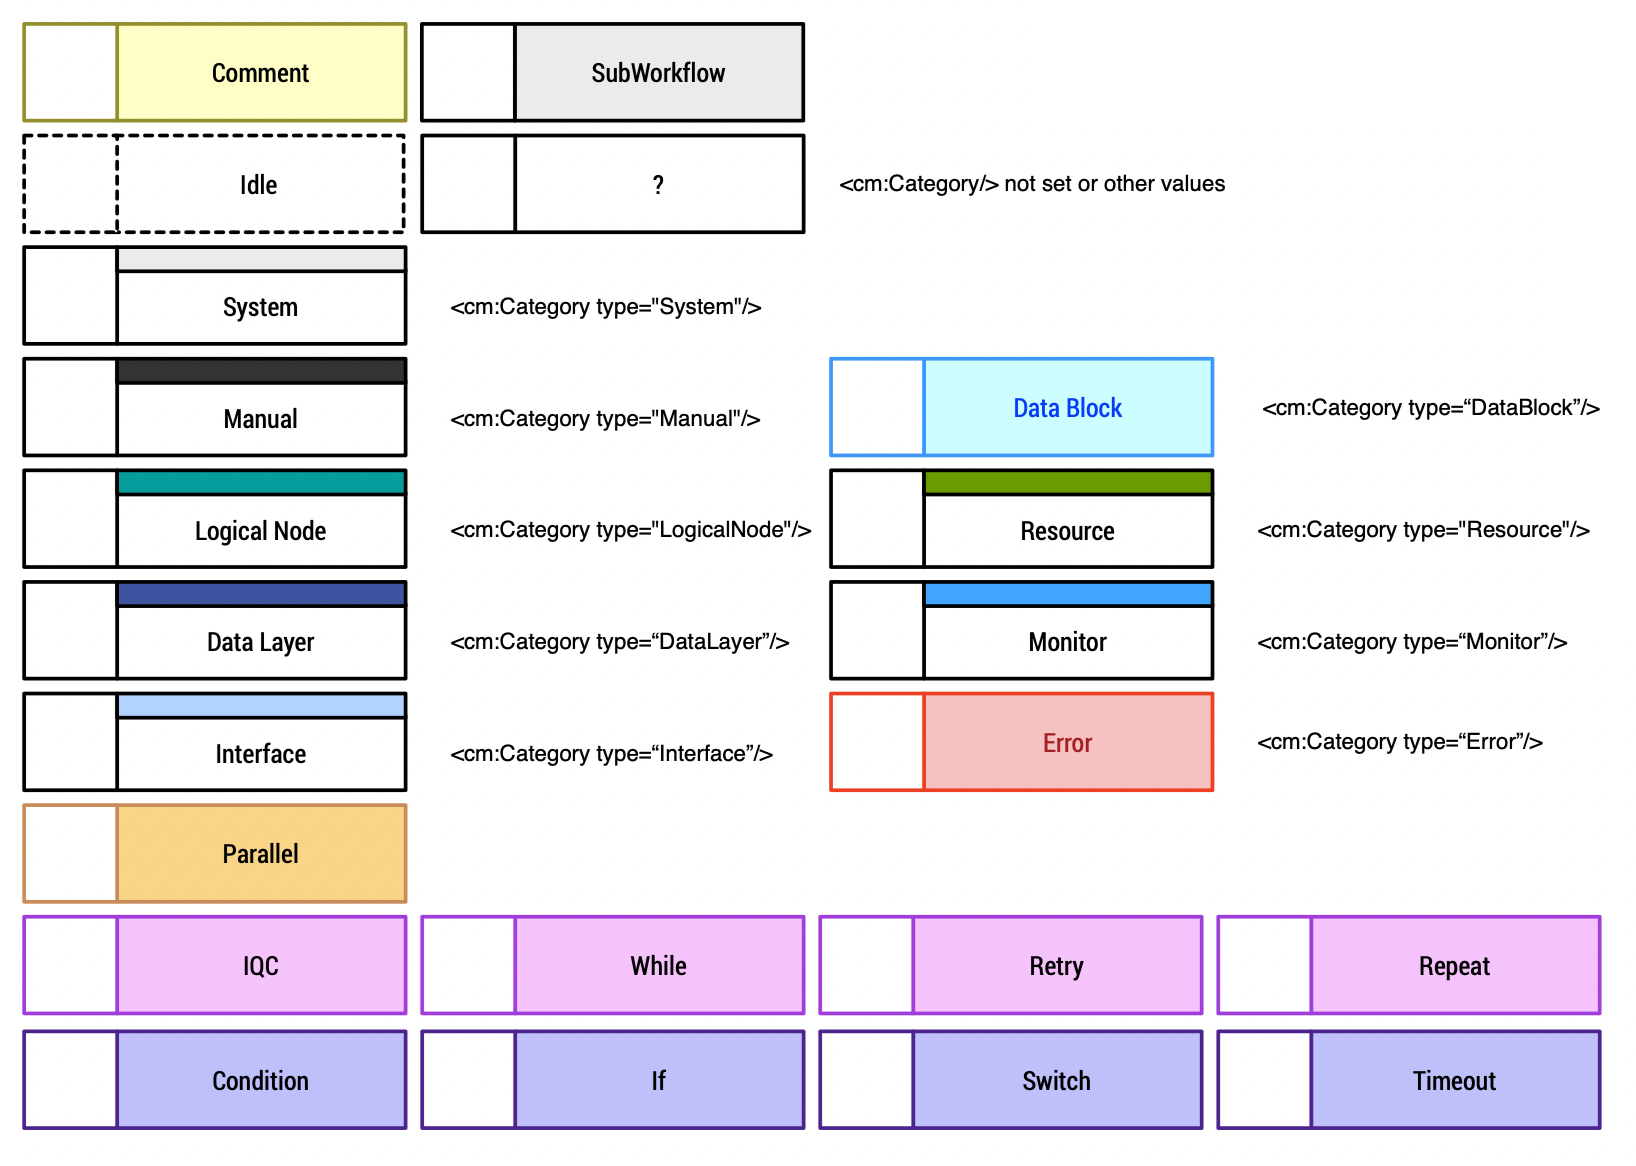 Comment
SubWorkflow
Idle
?
<cm:Category/> not set or other values
System
<cm:Category type="System"/>
Manual
<cm:Category type="Manual"/>
Data Block
<cm:Category type=“DataBlock”/>
Logical Node
<cm:Category type="LogicalNode"/>
Resource
<cm:Category type="Resource"/>
Data Layer
<cm:Category type=“DataLayer”/>
Monitor
<cm:Category type=“Monitor”/>
Interface
<cm:Category type=“Interface”/>
Error
<cm:Category type=“Error”/>
Parallel
IQC
While
Retry
Repeat
Condition
If
Switch
Timeout